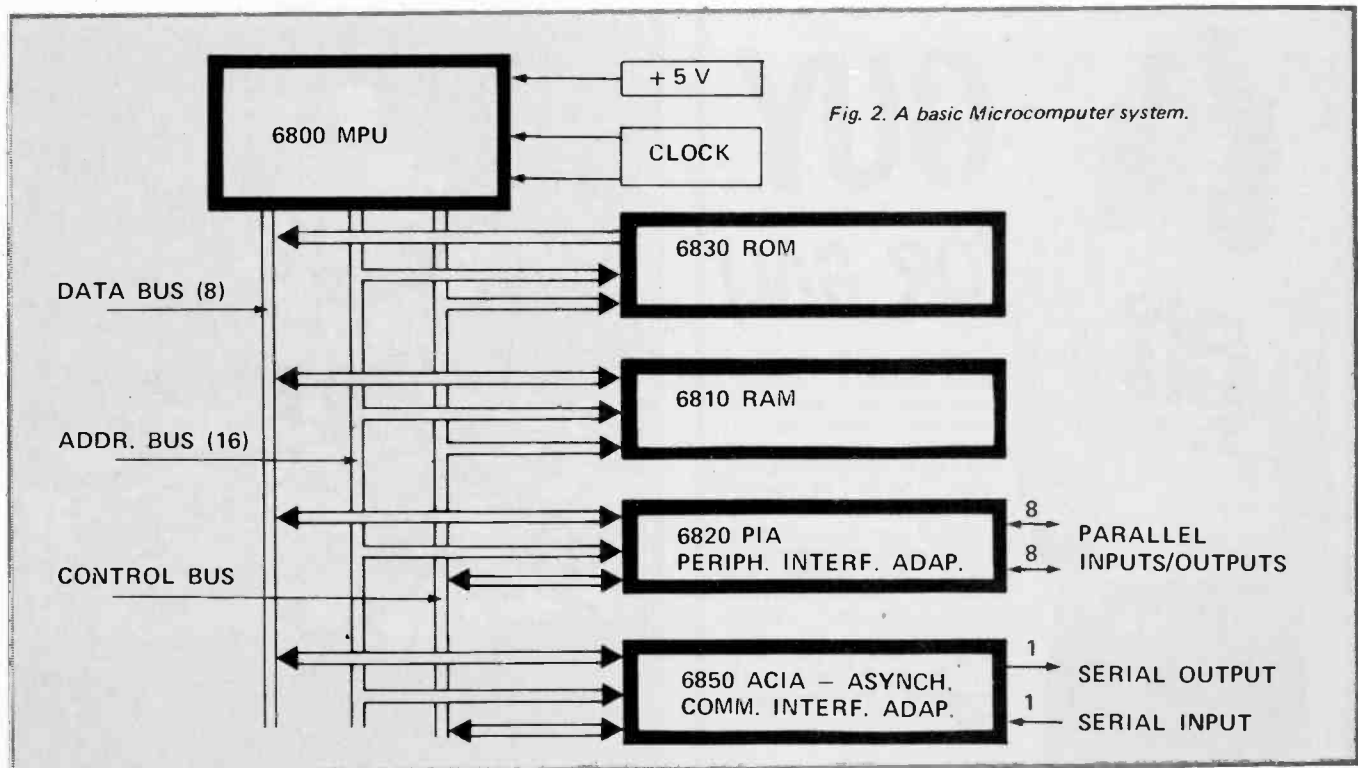 + 5 V
Fig. 2. A basic Microcomputer system.
6800 MPU
CLOCK
6830 ROM
DATA BUS (8)
6810 RAM
ADDR. BUS (16)
8
6820 PIA
PERIPH. INTERF. ADAP.
8
PARALLEL
INPUTS/OUTPUTS
CONTROL BUS
1
SERIAL OUTPUT
6850 ACIA – ASYNCH.
COMM. INTERF. ADAP.
1
SERIAL INPUT